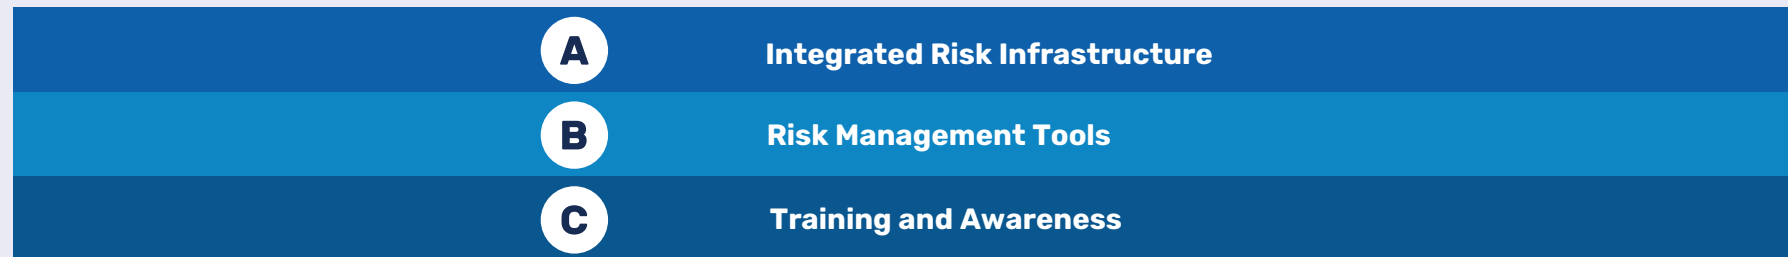 A Integrated Risk Infrastructure
B Risk Management Tools
C Training and Awareness